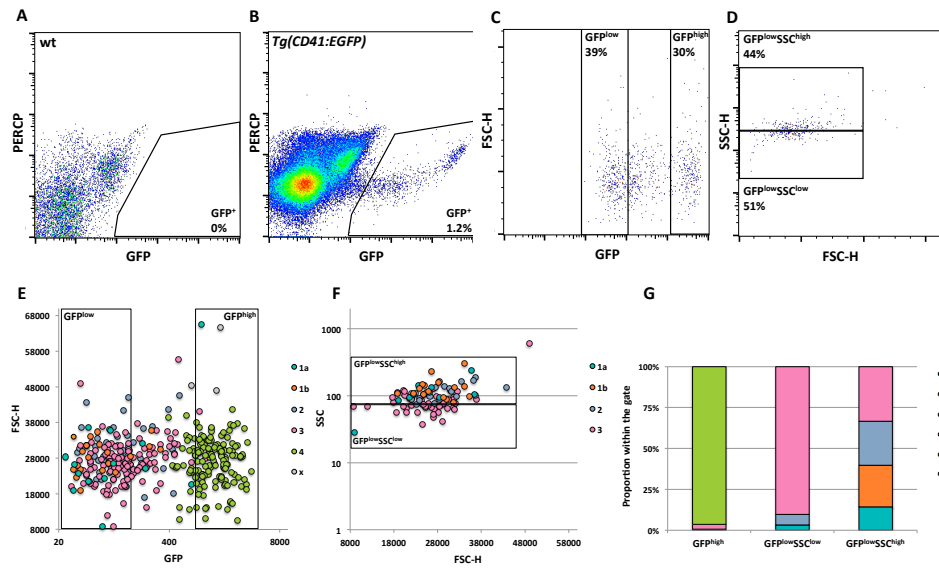 A
wt
PERCP
GFP⁺
0%
GFP
B
Tg(CD41:EGFP)
PERCP
GFP⁺
1.2%
GFP
C
GFPˡᵒʷ
39%
GFPʰⁱᵍʰ
30%
FSC-H
GFP
D
GFPˡᵒʷSSCʰⁱᵍʰ
44%
SSC-H
GFPˡᵒʷSSCˡᵒʷ
51%
FSC-H
E
GFPˡᵒʷ
GFPʰⁱᵍʰ
68000
58000
48000
38000
28000
18000
8000
FSC-H
20
8000
GFP
1a
1b
2
3
4
x
F
1000
100
10
1
SSC
GFPˡᵒʷSSCʰⁱᵍʰ
GFPˡᵒʷSSCˡᵒʷ
8000 18000 28000 38000 48000 58000
FSC-H
1a
1b
2
3
G
100%
75%
50%
25%
0%
Proportion within the gate
GFPʰⁱᵍʰ
GFPˡᵒʷSSCˡᵒʷ
GFPˡᵒʷSSCʰⁱᵍʰ